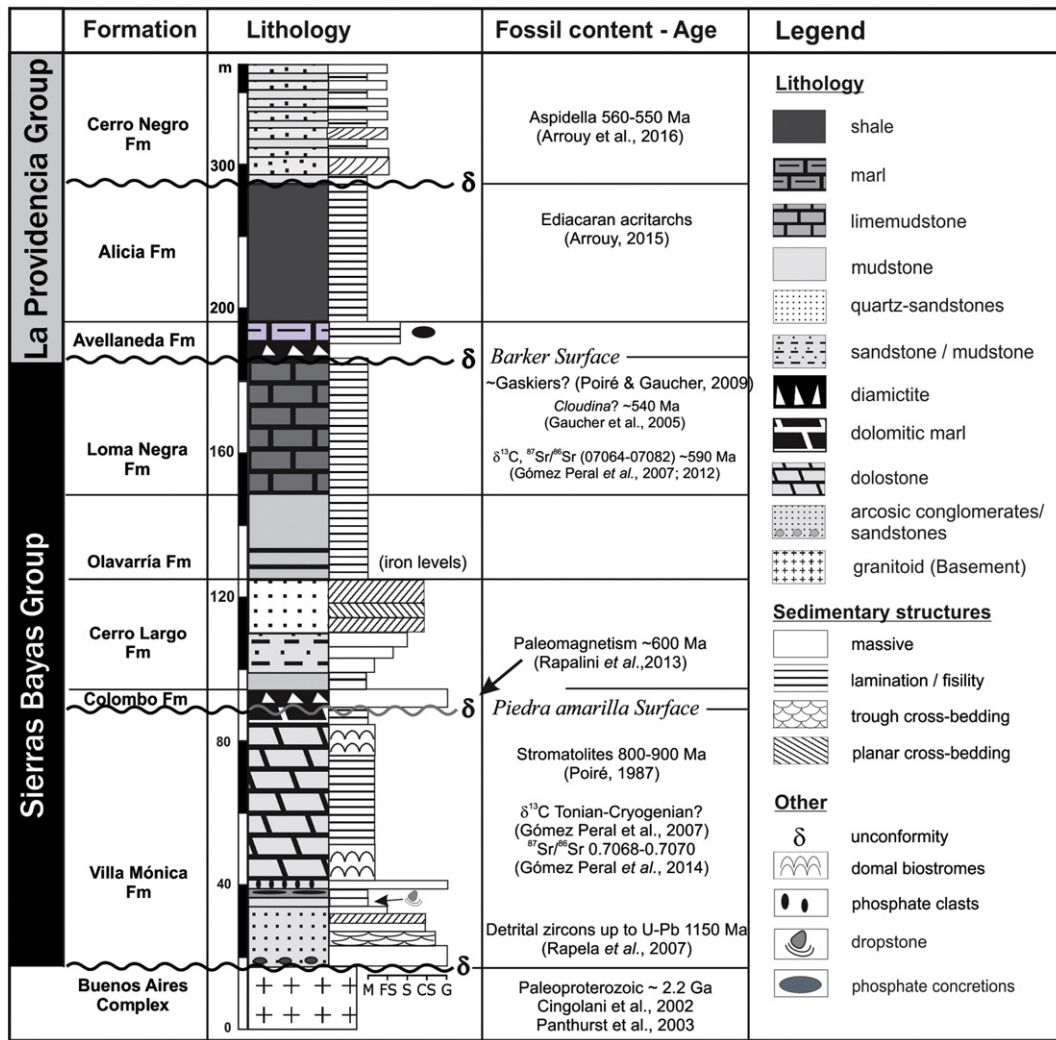 Formation
Lithology
Fossil content - Age
Legend
La Providencia Group
Sierras Bayas Group
Cerro Negro
Fm
Alicia Fm
Avellaneda Fm
Loma Negra
Fm
Olavarría Fm
Cerro Largo
Fm
Colombo Fm
Villa Mónica
Fm
Buenos Aires
Complex
m
300
200
160
120
80
40
0
δ
δ
(iron levels)
δ
δ
M FS S CS G
Aspidella 560-550 Ma
(Arrouy et al., 2016)
Ediacaran acritarchs
(Arrouy, 2015)
Barker Surface
~Gaskiers? (Poiré & Gaucher, 2009)
Cloudina? ~540 Ma
(Gaucher et al., 2005)
δ¹³C, ⁸⁷Sr/⁸⁶Sr (07064-07082) ~590 Ma
(Gómez Peral et al., 2007; 2012)
Paleomagnetism ~600 Ma
(Rapalini et al.,2013)
Piedra amarilla Surface
Stromatolites 800-900 Ma
(Poiré, 1987)
δ¹³C Tonian-Cryogenian?
(Gómez Peral et al., 2007)
⁸⁷Sr/⁸⁶Sr 0.7068-0.7070
(Gómez Peral et al., 2014)
Detrital zircons up to U-Pb 1150 Ma
(Rapela et al., 2007)
Paleoproterozoic ~ 2.2 Ga
Cingolani et al., 2002
Panthurst et al., 2003
Lithology
shale
marl
limemudstone
mudstone
quartz-sandstones
sandstone / mudstone
diamictite
dolomitic marl
dolostone
arcosic conglomerates/
sandstones
granitoid (Basement)
Sedimentary structures
massive
lamination / fisility
trough cross-bedding
planar cross-bedding
Other
δ unconformity
domal biostromes
phosphate clasts
dropstone
phosphate concretions